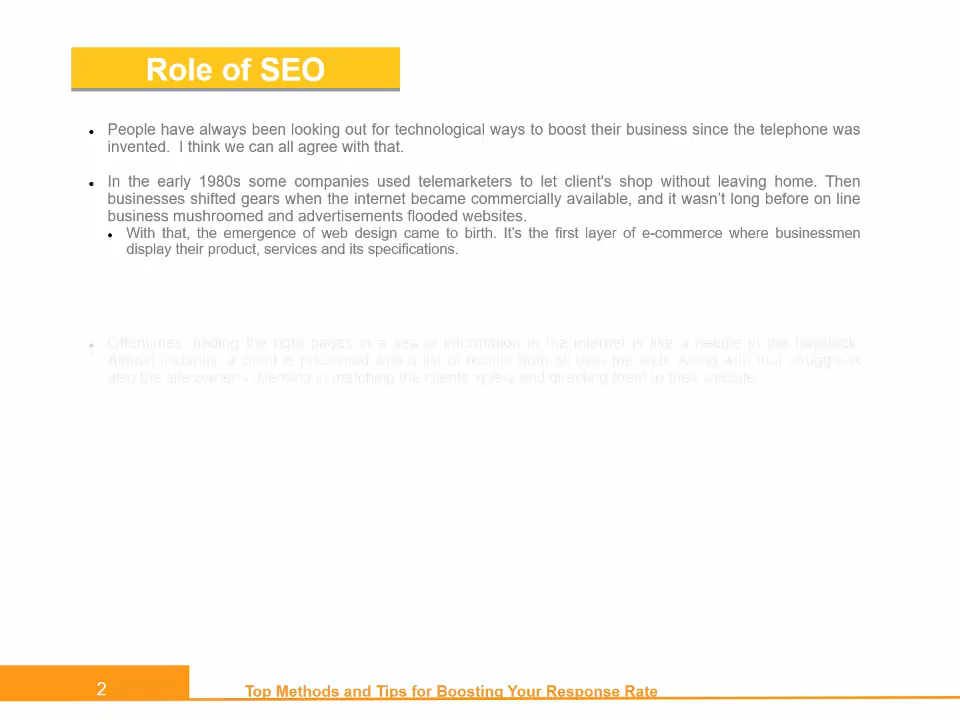 Role of SEO
People have always been looking out for technological ways to boost their business since the telephone was
invented.  I think we can all agree with that.
In the early 1980s some companies used telemarketers to let client's shop without leaving home. Then
businesses shifted gears when the internet became commercially available, and it wasn’t long before on line
business mushroomed and advertisements flooded websites.
With that, the emergence of web design came to birth. It’s the first layer of e-commerce where businessmen
display their product, services and its specifications.
Oftentimes, finding the right pages in a sea of information in the internet is like a needle in the haystack.
Almost instantly, a client is presented with a list of results from all over the web. Along with that struggle is
also the site owner’s dilemma in matching the clients' query and directing them to their website.
2
Top Methods and Tips for Boosting Your Response Rate